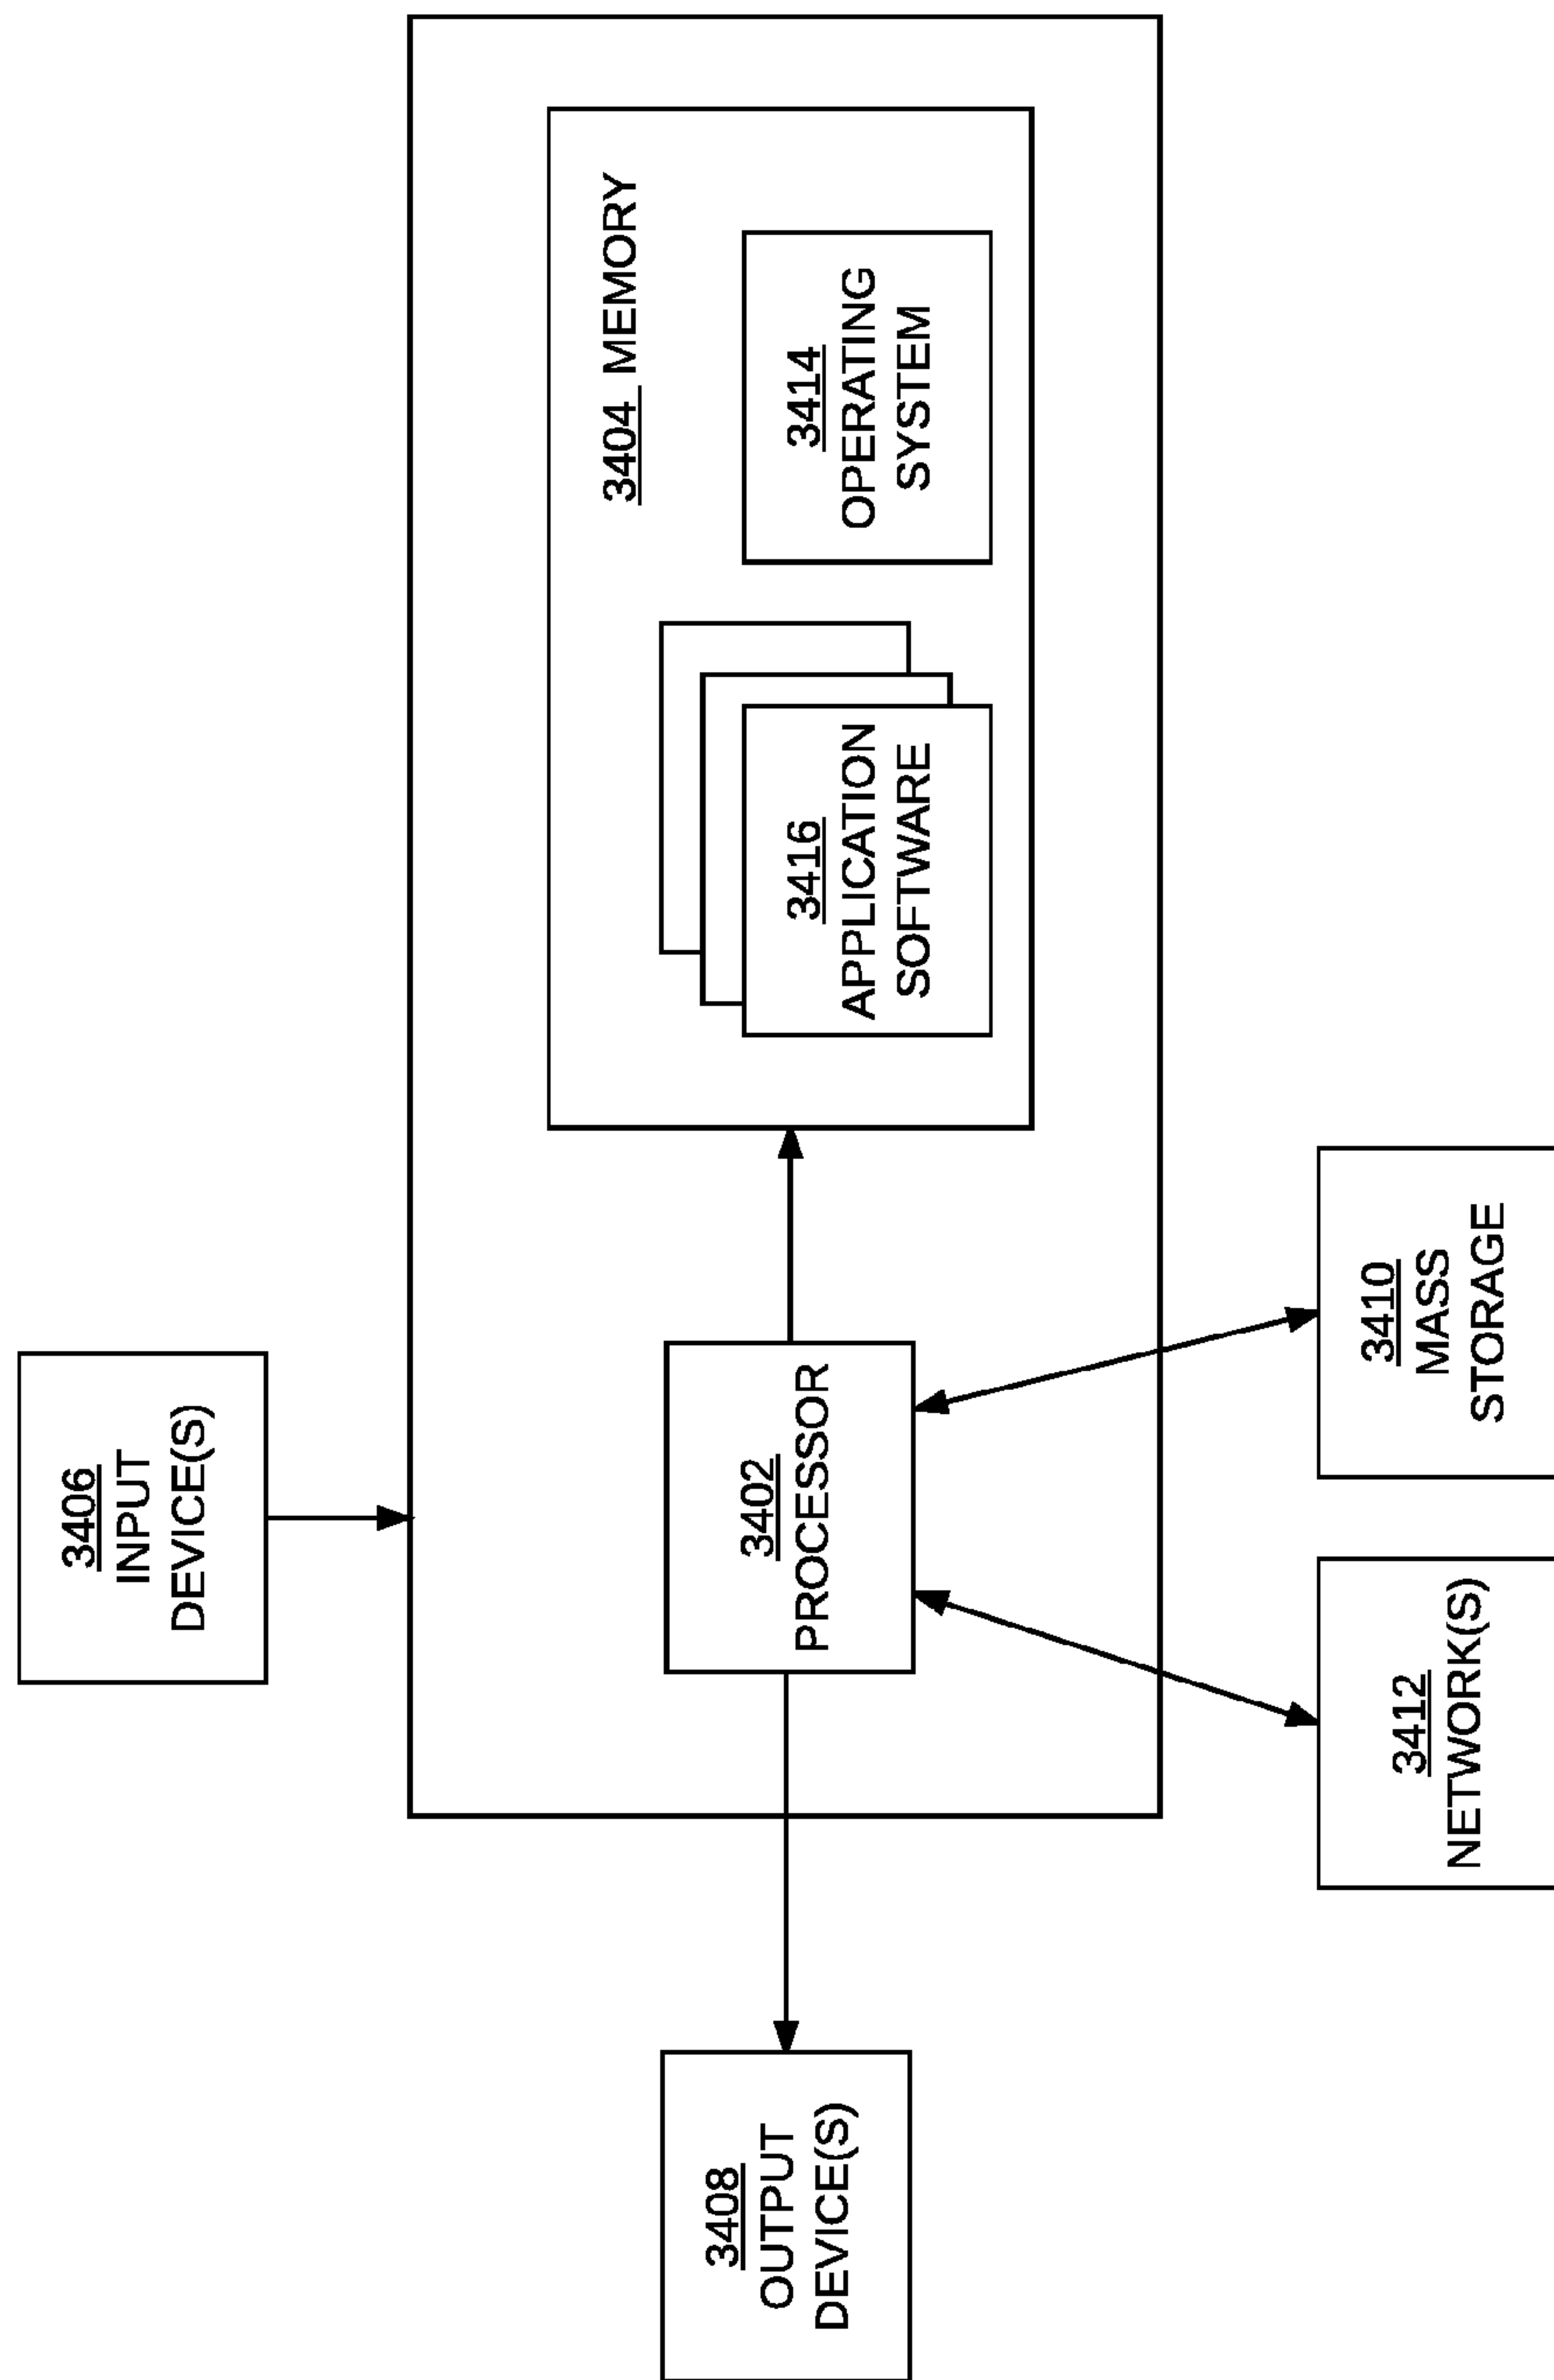 3406
INPUT
DEVICE(S)
3404 MEMORY
3416
APPLICATION
SOFTWARE
3414
OPERATING
SYSTEM
3408
OUTPUT
DEVICE(S)
3402
PROCESSOR
3412
NETWORK(S)
3410
MASS
STORAGE